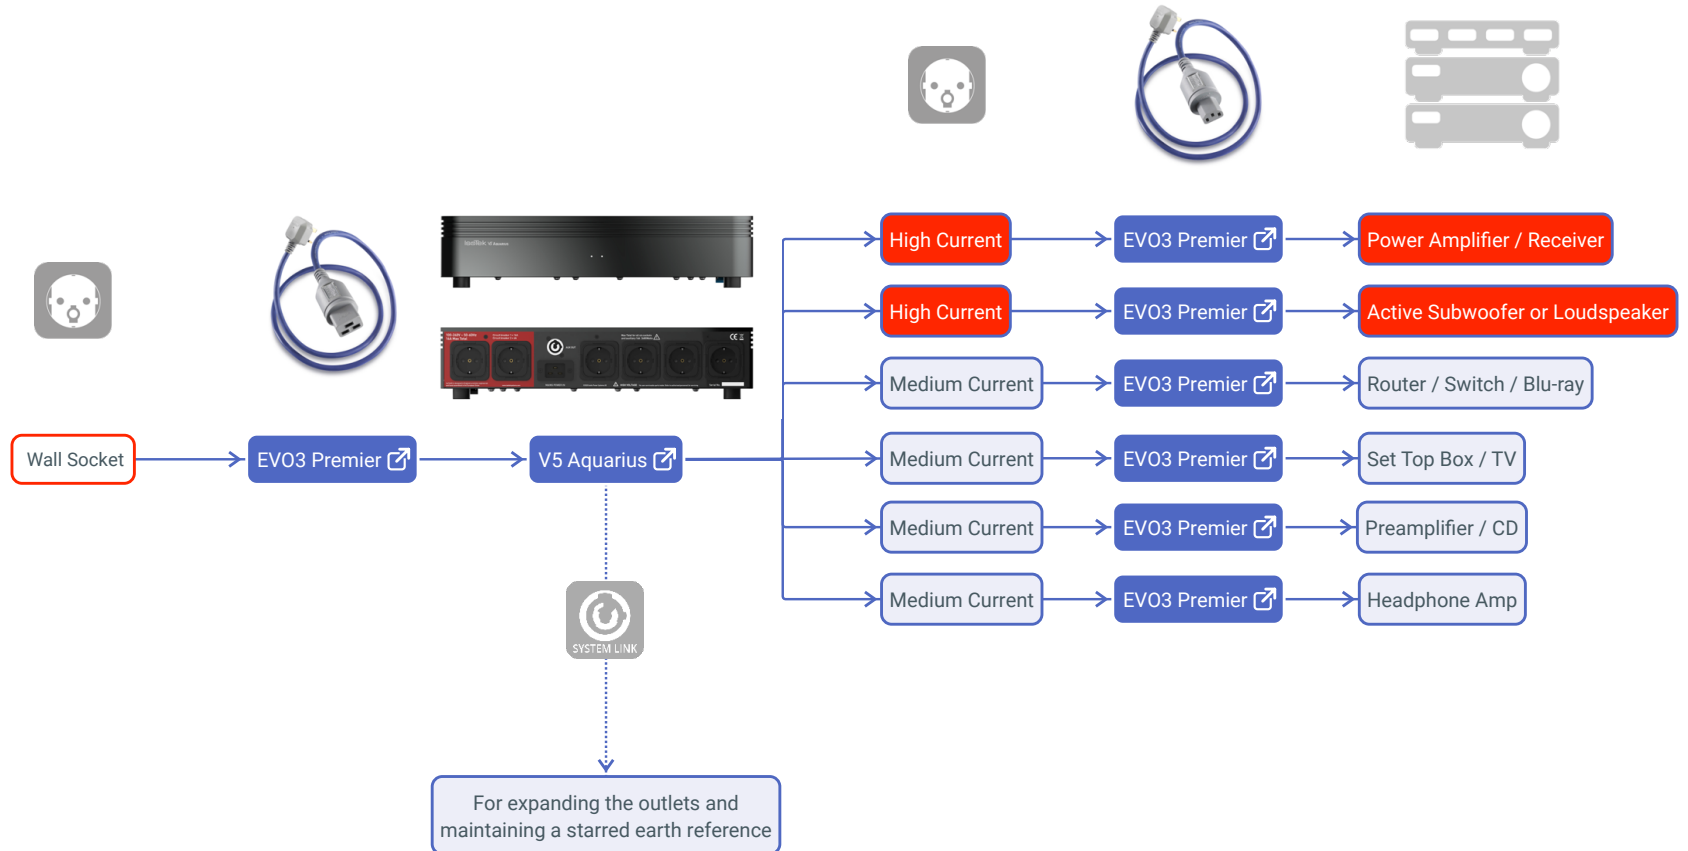 IsoTek V5 Aquarius
High Current
EVO3 Premier
Power Amplifier / Receiver
High Current
EVO3 Premier
Active Subwoofer or Loudspeaker
Medium Current
EVO3 Premier
Router / Switch / Blu-ray
Wall Socket
EVO3 Premier
V5 Aquarius
Medium Current
EVO3 Premier
Set Top Box / TV
Medium Current
EVO3 Premier
Preamplifier / CD
Medium Current
EVO3 Premier
Headphone Amp
SYSTEM LINK
For expanding the outlets and
maintaining a starred earth reference